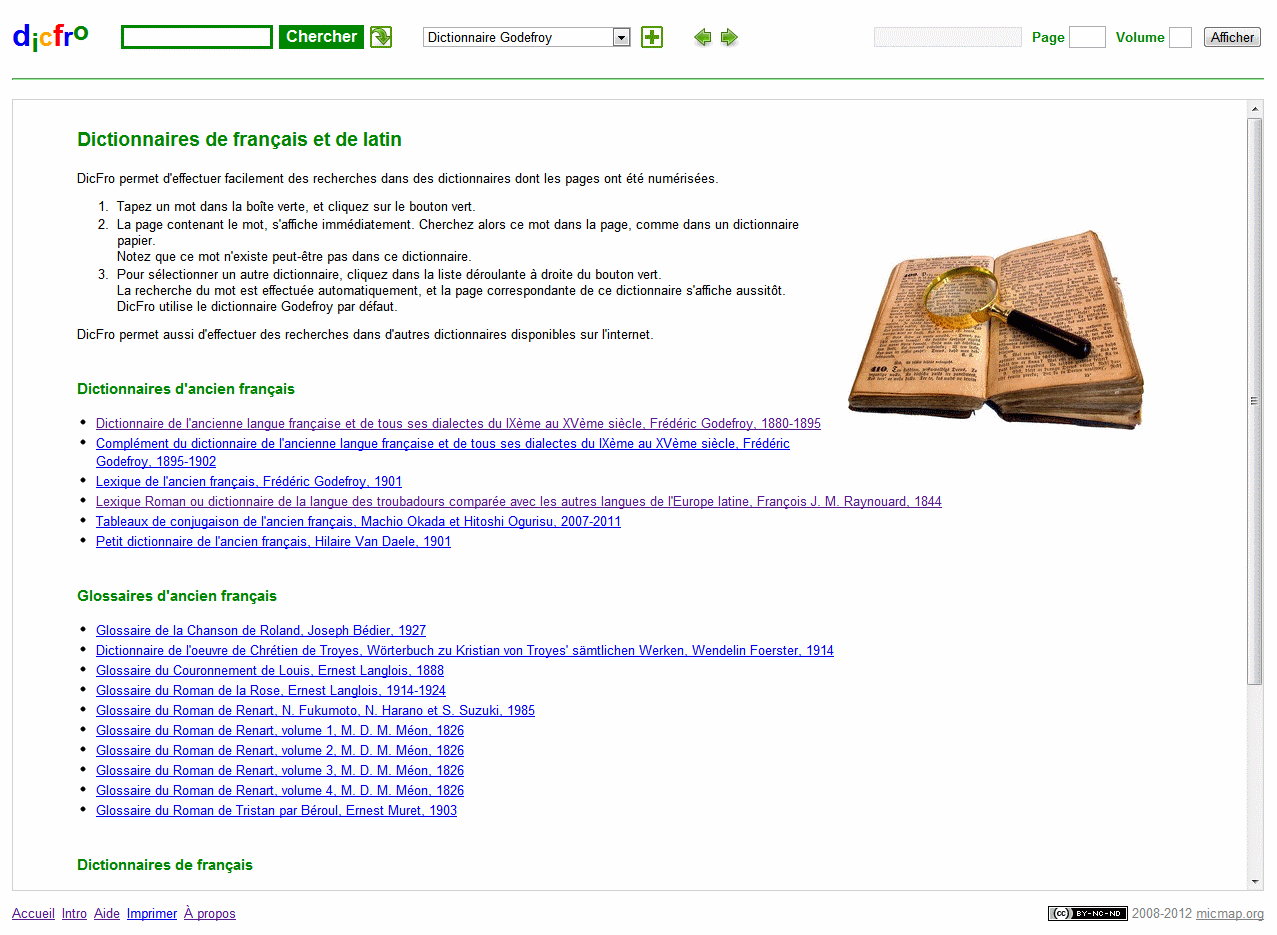 dicfro
Chercher
Dictionnaire Godefroy
Page
Volume
Afficher
Dictionnaires de français et de latin
DicFro permet d'effectuer facilement des recherches dans des dictionnaires dont les pages ont été numérisées.
1. Tapez un mot dans la boîte verte, et cliquez sur le bouton vert.
2. La page contenant le mot, s'affiche immédiatement. Cherchez alors ce mot dans la page, comme dans un dictionnaire
papier.
Notez que ce mot n'existe peut-être pas dans ce dictionnaire.
3. Pour sélectionner un autre dictionnaire, cliquez dans la liste déroulante à droite du bouton vert.
La recherche du mot est effectuée automatiquement, et la page correspondante de ce dictionnaire s'affiche aussitôt.
DicFro utilise le dictionnaire Godefroy par défaut.
DicFro permet aussi d'effectuer des recherches dans d'autres dictionnaires disponibles sur l'internet.
Dictionnaires d'ancien français
• Dictionnaire de l'ancienne langue française et de tous ses dialectes du IXème au XVème siècle, Frédéric Godefroy, 1880-1895
• Complément du dictionnaire de l'ancienne langue française et de tous ses dialectes du IXème au XVème siècle, Frédéric
Godefroy, 1895-1902
• Lexique de l'ancien français, Frédéric Godefroy, 1901
• Lexique Roman ou dictionnaire de la langue des troubadours comparée avec les autres langues de l'Europe latine, François J. M. Raynouard, 1844
• Tableaux de conjugaison de l'ancien français, Machio Okada et Hitoshi Ogurisu, 2007-2011
• Petit dictionnaire de l'ancien français, Hilaire Van Daele, 1901
Glossaires d'ancien français
• Glossaire de la Chanson de Roland, Joseph Bédier, 1927
• Dictionnaire de l'oeuvre de Chrétien de Troyes, Wörterbuch zu Kristian von Troyes' sämtlichen Werken, Wendelin Foerster, 1914
• Glossaire du Couronnement de Louis, Ernest Langlois, 1888
• Glossaire du Roman de la Rose, Ernest Langlois, 1914-1924
• Glossaire du Roman de Renart, N. Fukumoto, N. Harano et S. Suzuki, 1985
• Glossaire du Roman de Renart, volume 1, M. D. M. Méon, 1826
• Glossaire du Roman de Renart, volume 2, M. D. M. Méon, 1826
• Glossaire du Roman de Renart, volume 3, M. D. M. Méon, 1826
• Glossaire du Roman de Renart, volume 4, M. D. M. Méon, 1826
• Glossaire du Roman de Tristan par Béroul, Ernest Muret, 1903
Dictionnaires de français
Accueil Intro Aide Imprimer À propos
(cc) BY-NC-ND 2008-2012 micmap.org